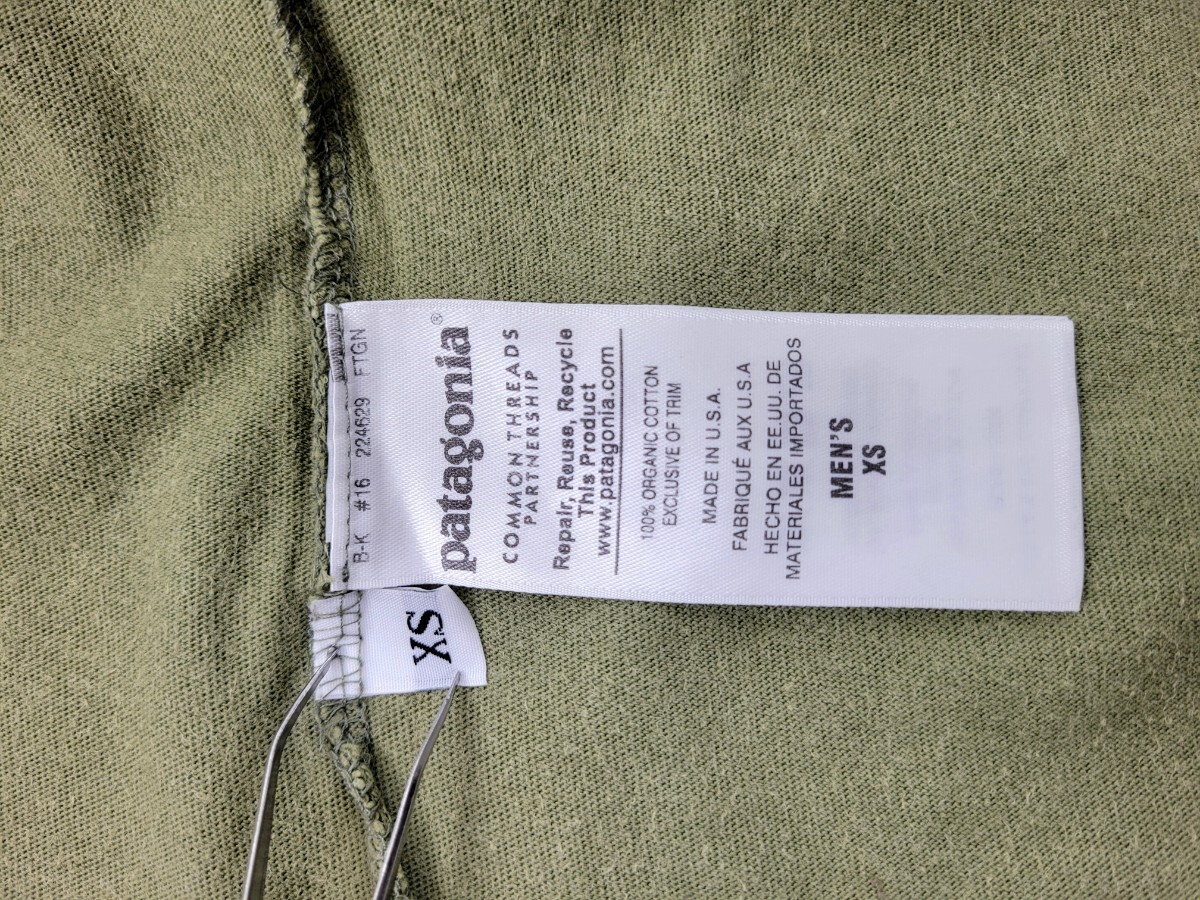 B-K #16 224629 FTGN
patagonia®
COMMON THREADS
PARTNERSHIP
Repair, Reuse, Recycle
This Product
www.patagonia.com
100% ORGANIC COTTON
EXCLUSIVE OF TRIM
MADE IN U.S.A.
FABRIQUÉ AUX U.S.A
HECHO EN EE.UU. DE
MATERIALES IMPORTADOS
MEN'S
XS
XS